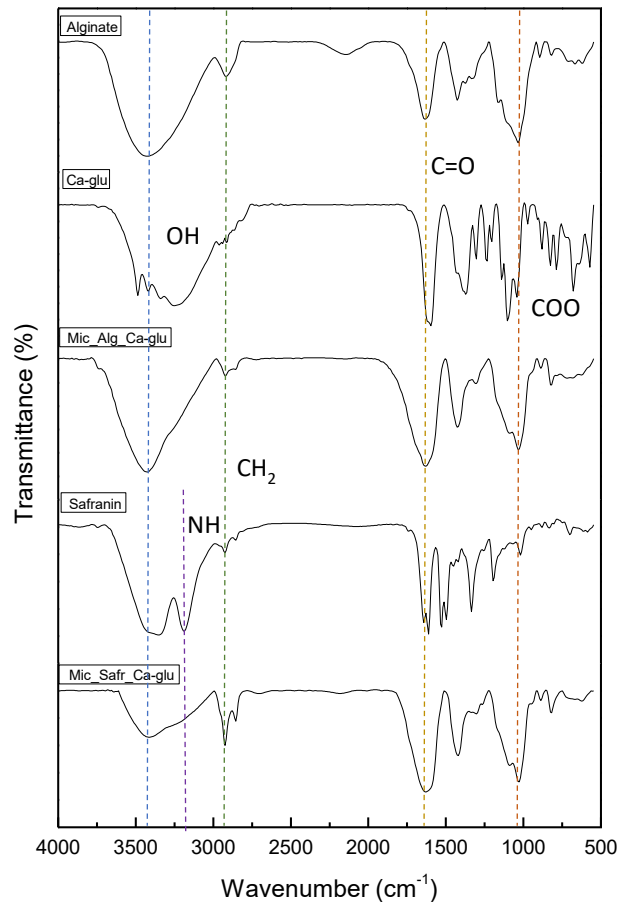 Alginate
C=O
Ca-glu
OH
COO
Mic_Alg_Ca-glu
CH₂
Safranin
NH
Mic_Safr_Ca-glu
Transmittance (%)
4000 3500 3000 2500 2000 1500 1000 500
Wavenumber (cm⁻¹)